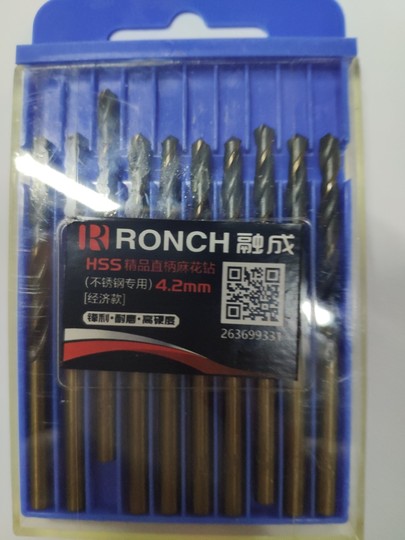 RONCH 融成
HSS 精品直柄麻花钻
(不锈钢专用) 4.2mm
[经济款]
锋利·耐磨·高硬度
263699331